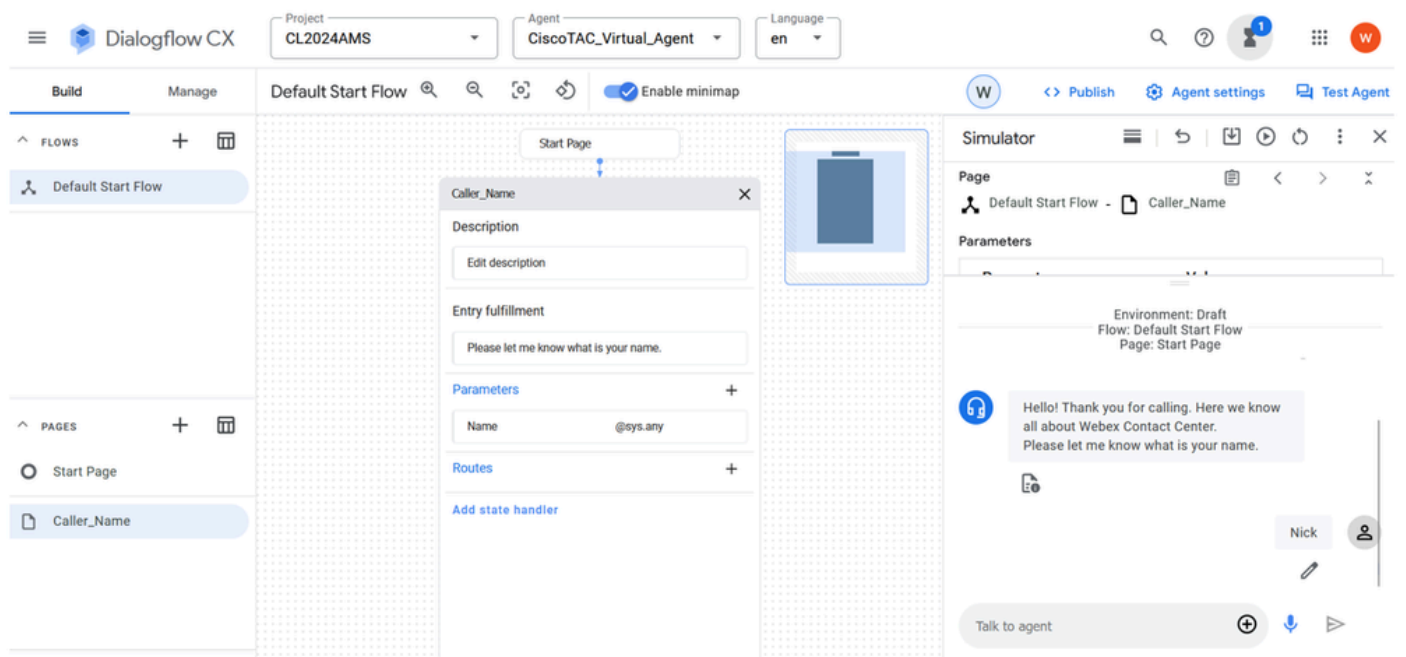 Project
Agent
Language
Dialogflow CX
CL2024AMS
CiscoTAC_Virtual_Agent
en
1
W
Build
Manage
Default Start Flow
Enable minimap
W
<> Publish
Agent settings
Test Agent
FLOWS
Default Start Flow
PAGES
Start Page
Caller_Name
Start Page
Caller_Name
Description
Edit description
Entry fulfillment
Please let me know what is your name.
Parameters
Name @sys.any
Routes
Add state handler
Simulator
Page
Default Start Flow - Caller_Name
Parameters
Environment: Draft
Flow: Default Start Flow
Page: Start Page
Hello! Thank you for calling. Here we know
all about Webex Contact Center.
Please let me know what is your name.
Nick
Talk to agent